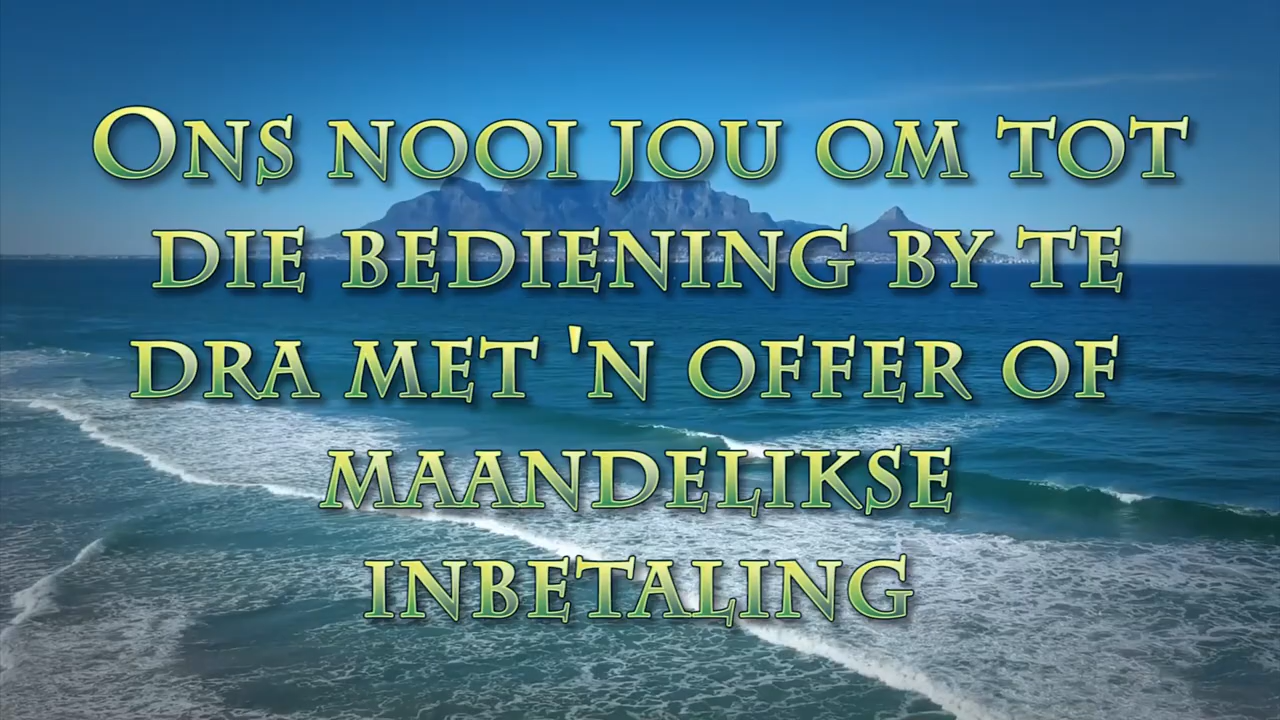 Ons nooi jou om tot
die bediening by te
dra met 'n offer of
maandelikse
inbetaling